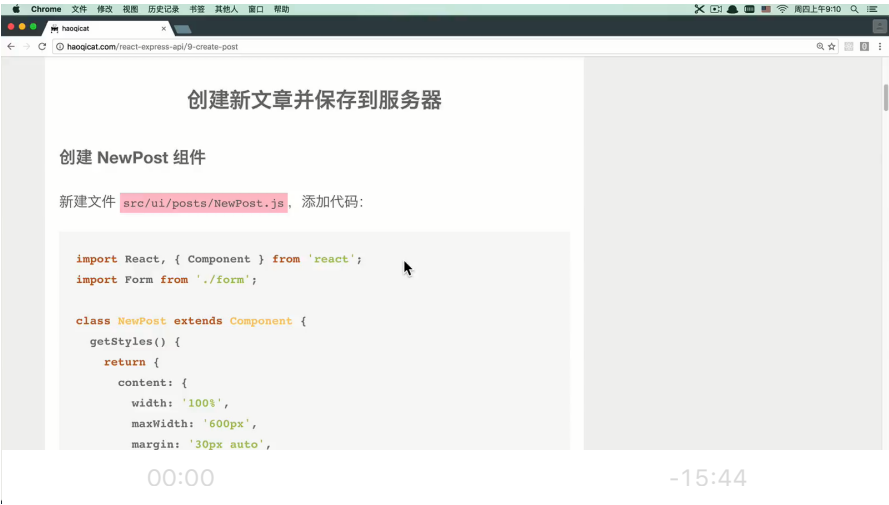 Chrome 文件 修改 视图 历史记录 书签 其他人 窗口 帮助 周四上午9:10
haoqicat
haoqicat.com/react-express-api/9-create-post
创建新文章并保存到服务器
创建 NewPost 组件
新建文件 src/ui/posts/NewPost.js, 添加代码:
import React, { Component } from 'react';
import Form from './form';
class NewPost extends Component {
getStyles() {
return {
content: {
width: '100%',
maxWidth: '600px',
margin: '30px auto',
00:00 -15:44